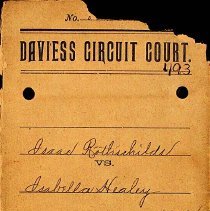 No.
DAVIESS CIRCUIT COURT.
493
Isaac Rothschilds
VS.
Isabella Healey